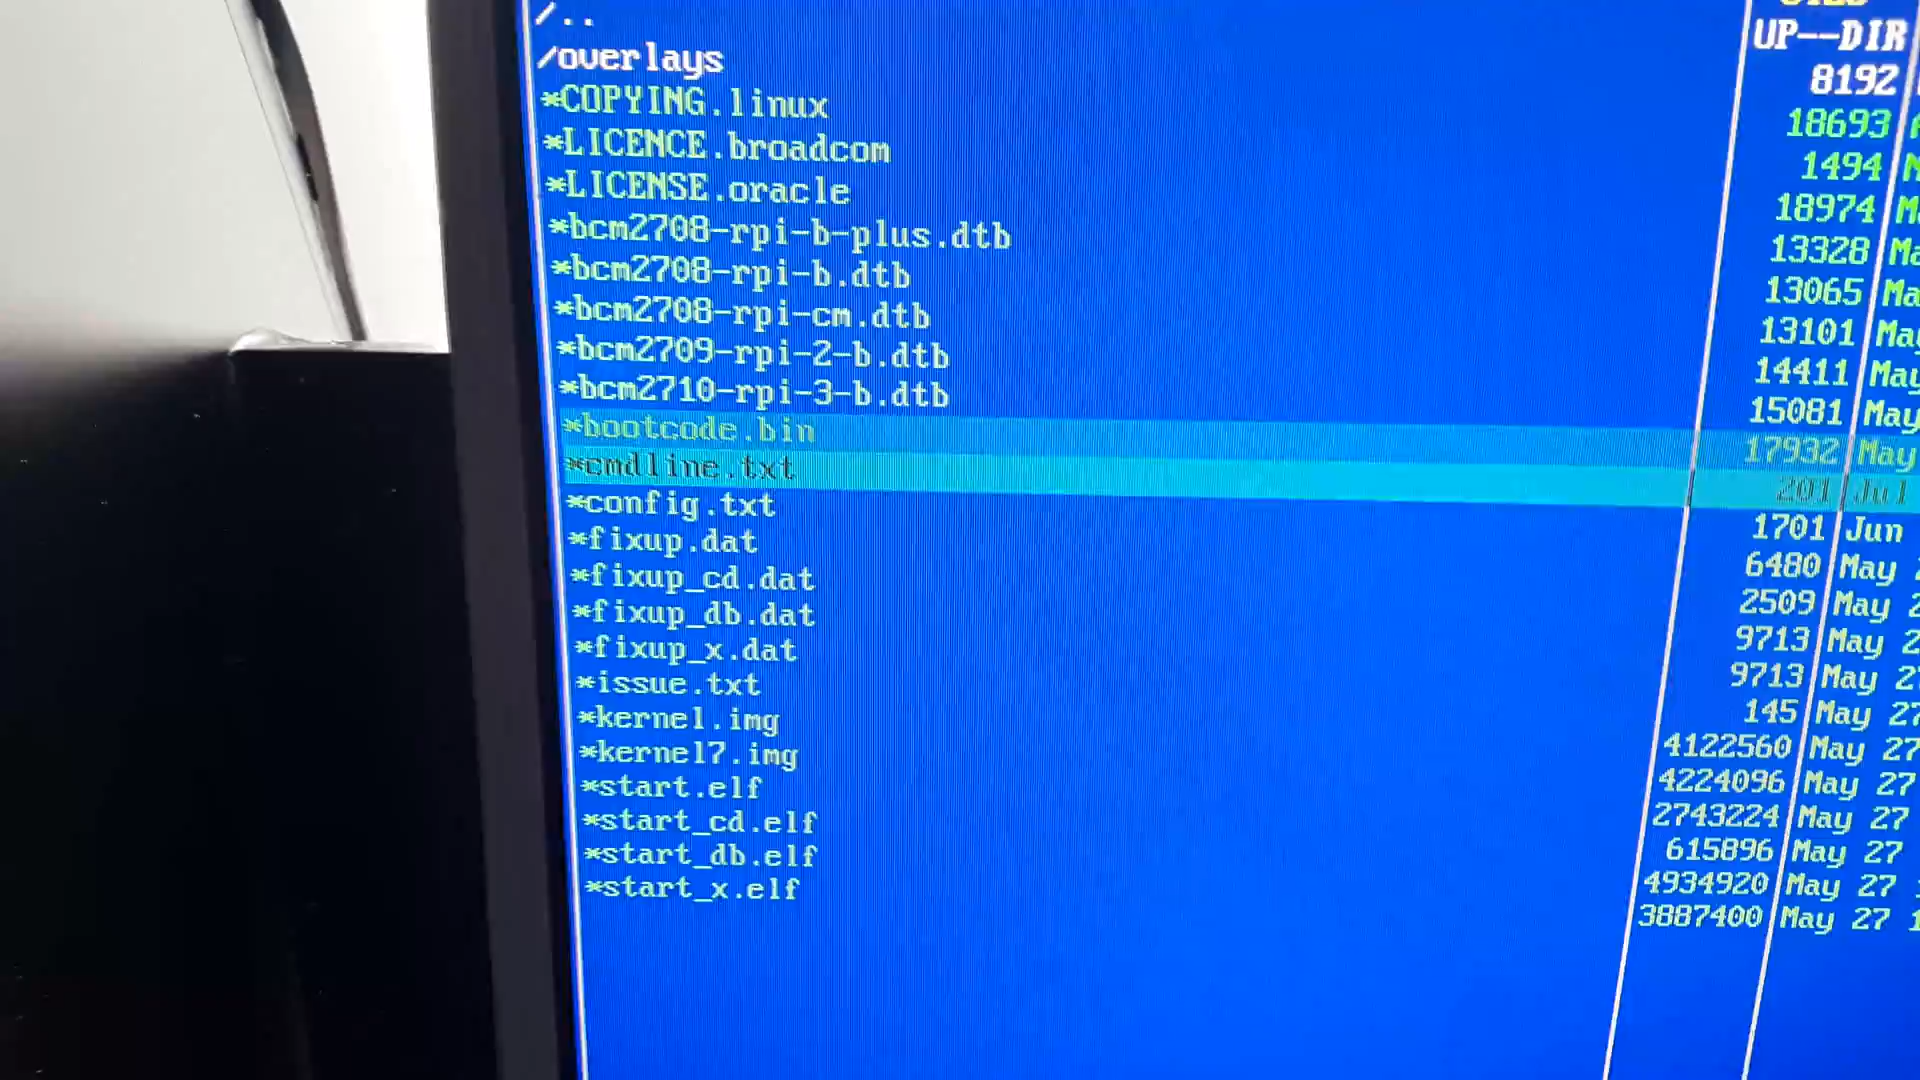 /.. UP--DIR
/overlays 8192
*COPYING.linux 18693
*LICENCE.broadcom 1494
*LICENSE.oracle 18974
*bcm2708-rpi-b-plus.dtb 13328
*bcm2708-rpi-b.dtb 13065
*bcm2708-rpi-cm.dtb 13101
*bcm2709-rpi-2-b.dtb 14411 May
*bcm2710-rpi-3-b.dtb 15081 May
*bootcode.bin 17932 May
*cmdline.txt 201 Jul
*config.txt 1701 Jun
*fixup.dat 6480 May
*fixup_cd.dat 2509 May
*fixup_db.dat 9713 May
*fixup_x.dat 9713 May
*issue.txt 145 May 27
*kernel.img 4122560 May 27
*kernel7.img 4224096 May 27
*start.elf 2743224 May 27
*start_cd.elf 615896 May 27
*start_db.elf 4934920 May 27
*start_x.elf 3887400 May 27